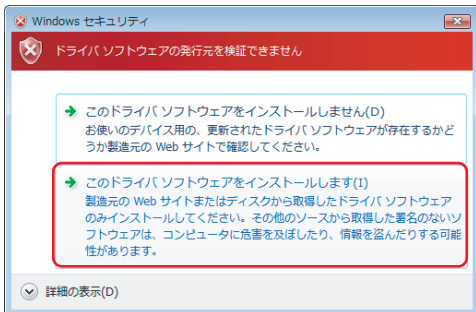 Windows セキュリティ
ドライバ ソフトウェアの発行元を検証できません
このドライバ ソフトウェアをインストールしません(D)
お使いのデバイス用の、更新されたドライバ ソフトウェアが存在するかど
うか製造元の Web サイトで確認してください。
このドライバ ソフトウェアをインストールします(I)
製造元の Web サイトまたはディスクから取得したドライバ ソフトウェア
のみインストールしてください。その他のソースから取得した署名のないソ
フトウェアは、コンピュータに危害を及ぼしたり、情報を盗んだりする可能
性があります。
詳細の表示(D)